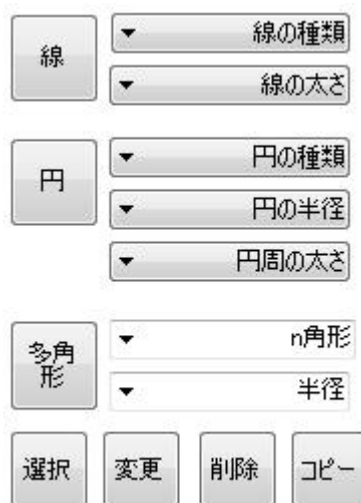 線
線の種類
線の太さ
円
円の種類
円の半径
円周の太さ
多角
形
n角形
半径
選択
変更
削除
コピー